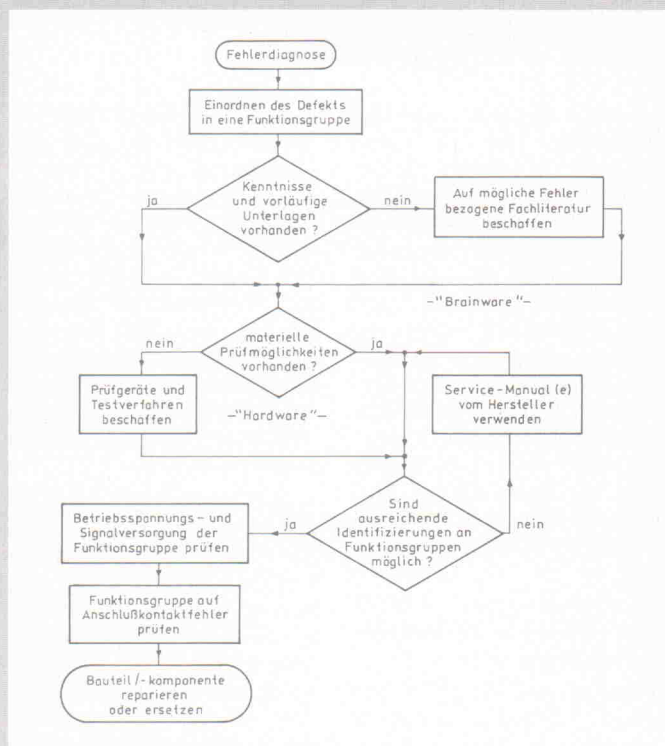 Fehlerdiagnose
Einordnen des Defekts
in eine Funktionsgruppe
Kenntnisse
und vorläufige
Unterlagen
vorhanden ?
ja
nein
Auf mögliche Fehler
bezogene Fachliteratur
beschaffen
-"Brainware"-
materielle
Prüfmöglichkeiten
vorhanden ?
nein
ja
Prüfgeräte und
Testverfahren
beschaffen
-"Hardware"-
Service-Manual (e)
vom Hersteller
verwenden
Sind
ausreichende
Identifizierungen an
Funktionsgruppen
möglich ?
ja
nein
Betriebsspannungs- und
Signalversorgung der
Funktionsgruppe prüfen
Funktionsgruppe auf
Anschlußkontaktfehler
prüfen
Bauteil /-komponente
reparieren
oder ersetzen